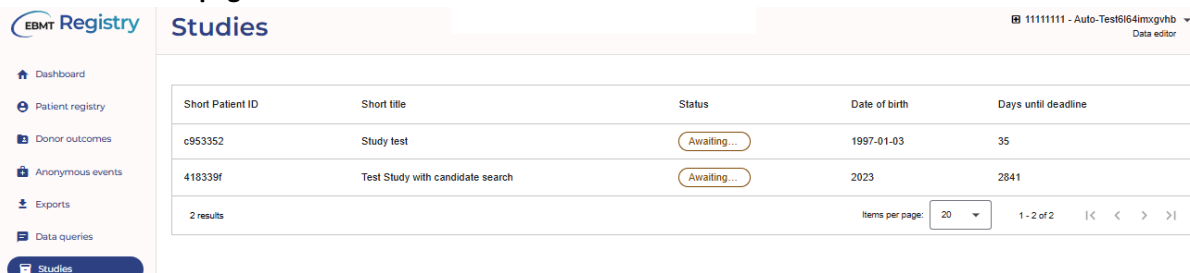 EBMT Registry
Studies
11111111 - Auto-Test6I64imxgvhb
Data editor
Dashboard
Patient registry
Donor outcomes
Anonymous events
Exports
Data queries
Studies
Short Patient ID Short title Status Date of birth Days until deadline
c953352 Study test Awaiting... 1997-01-03 35
418339f Test Study with candidate search Awaiting... 2023 2841
2 results Items per page: 20 1 - 2 of 2